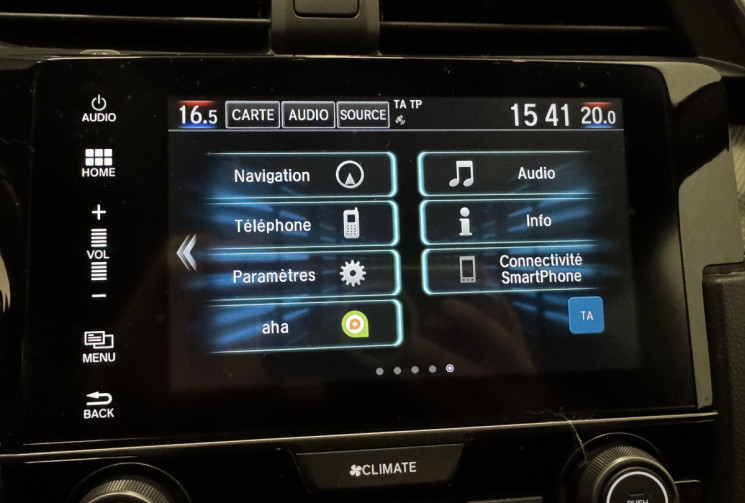 AUDIO
HOME
+
VOL
−
MENU
BACK
16.5 CARTE AUDIO SOURCE TA TP 15 41 20.0
Navigation
Audio
Téléphone
Info
Paramètres
Connectivité
SmartPhone
aha
TA
CLIMATE
PUSH